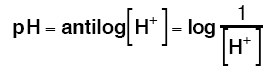 pH = antilog[H⁺] = log 1/[H⁺]